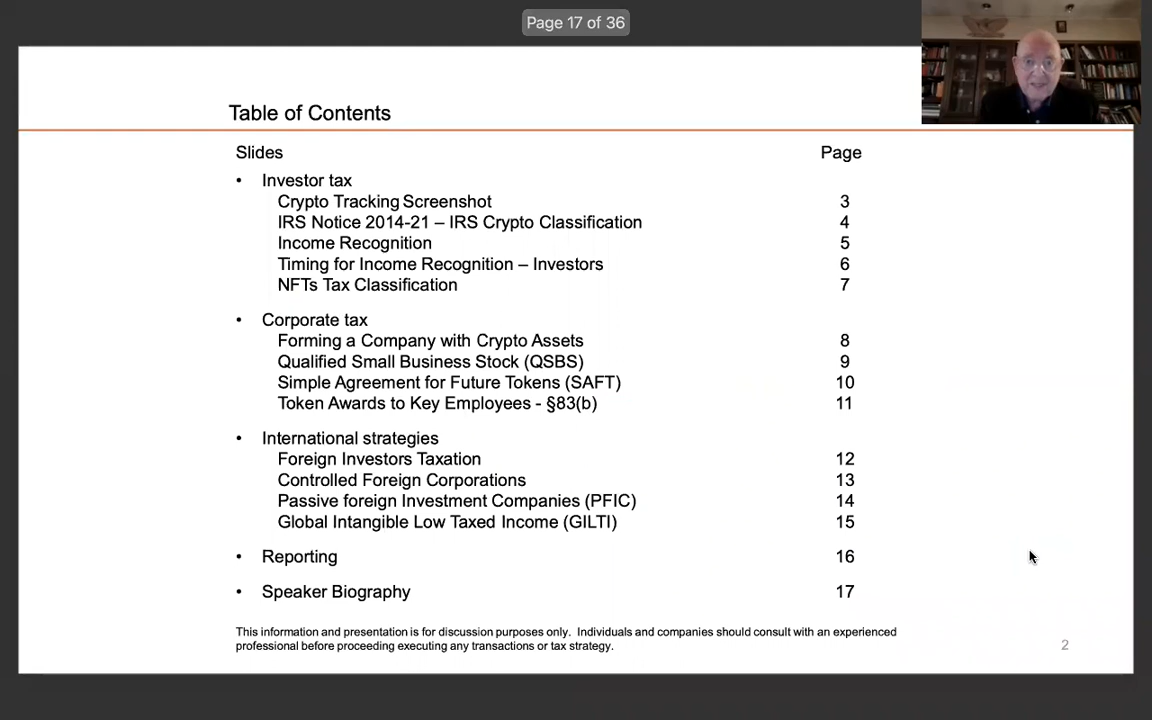 Page 17 of 36
Table of Contents
Slides Page
• Investor tax
Crypto Tracking Screenshot 3
IRS Notice 2014-21 – IRS Crypto Classification 4
Income Recognition 5
Timing for Income Recognition – Investors 6
NFTs Tax Classification 7
• Corporate tax
Forming a Company with Crypto Assets 8
Qualified Small Business Stock (QSBS) 9
Simple Agreement for Future Tokens (SAFT) 10
Token Awards to Key Employees - §83(b) 11
• International strategies
Foreign Investors Taxation 12
Controlled Foreign Corporations 13
Passive foreign Investment Companies (PFIC) 14
Global Intangible Low Taxed Income (GILTI) 15
• Reporting 16
• Speaker Biography 17
This information and presentation is for discussion purposes only. Individuals and companies should consult with an experienced
professional before proceeding executing any transactions or tax strategy.
2